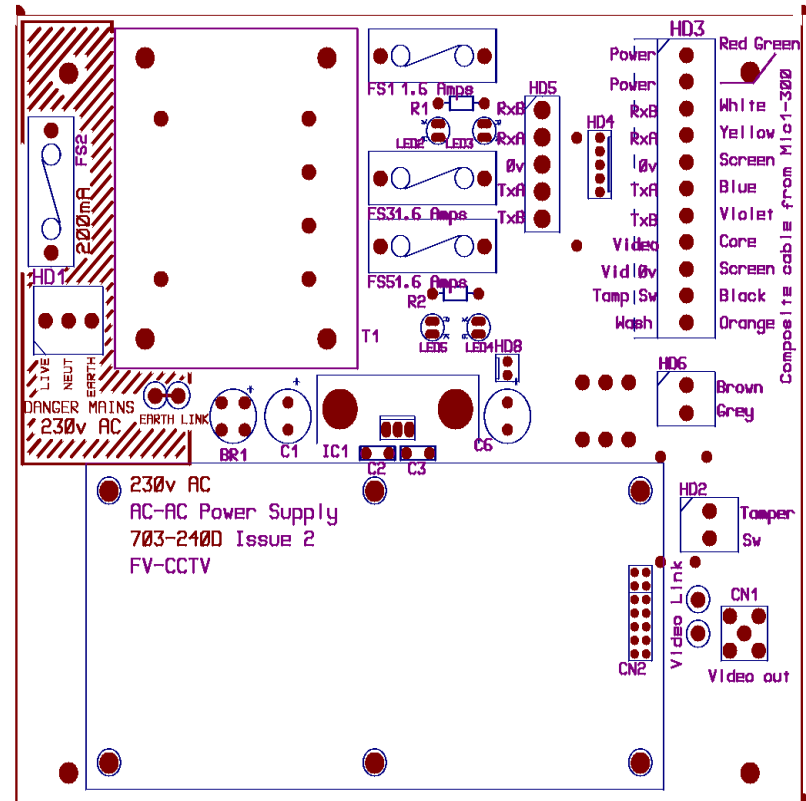 HD3
Power
Red Green
Power
RxB
White
RxA
Yellow
0v
Screen
TxA
Blue
TxB
Violet
Video
Core
Vid 0v
Screen
Tamp Sw
Black
Wash
Orange
Composite cable from Mic1-300
FS1 1.6 Amps
R1
LED2
LED3
HD5
RxB
RxA
0v
TxA
TxB
HD4
FS2
200mA
FS31.6 Amps
FS51.6 Amps
R2
LED5
LED4
HD8
HD1
LIVE
NEUT
EARTH
T1
DANGER MAINS
230v AC
EARTH LINK
BR1
C1
IC1
C2
C3
C6
HD6
Brown
Grey
HD2
Tamper
Sw
230v AC
AC-AC Power Supply
703-240D Issue 2
FV-CCTV
CN2
Video Link
CN1
Video out